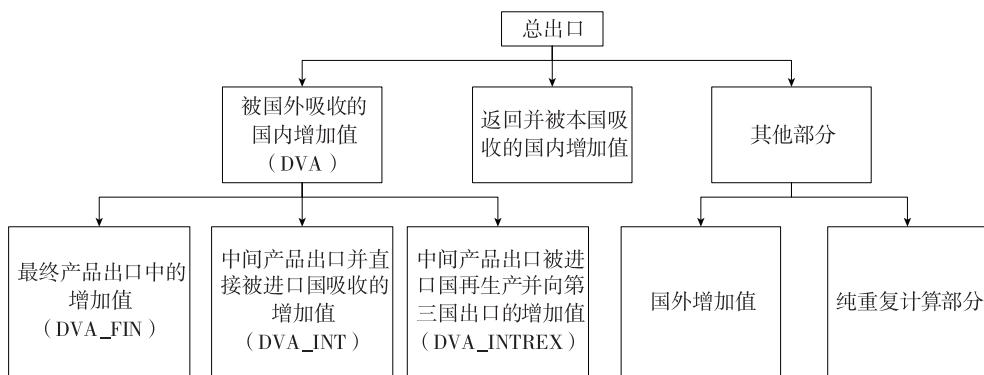 总出口
被国外吸收的
国内增加值
（DVA）
返回并被本国吸
收的国内增加值
其他部分
最终产品出口中的
增加值
（DVA_FIN）
中间产品出口并直
接被进口国吸收的
增加值
（DVA_INT）
中间产品出口被进
口国再生产并向第
三国出口的增加值
（DVA_INTREX）
国外增加值
纯重复计算部分